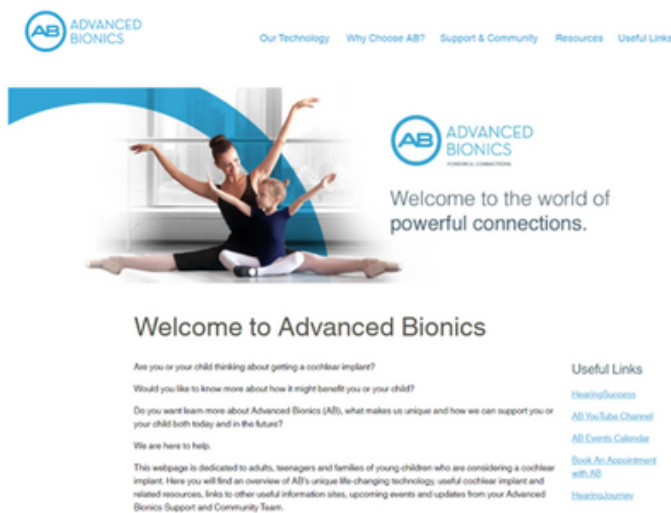 AB ADVANCED
BIONICS
Our Technology Why Choose AB? Support & Community Resources Useful Links
AB ADVANCED
BIONICS
POWERFUL CONNECTIONS
Welcome to the world of
powerful connections.
Welcome to Advanced Bionics
Are you or your child thinking about getting a cochlear implant?
Would you like to know more about how it might benefit you or your child?
Do you want learn more about Advanced Bionics (AB), what makes us unique and how we can support you or
your child both today and in the future?
We are here to help.
This webpage is dedicated to adults, teenagers and families of young children who are considering a cochlear
implant. Here you will find an overview of AB's unique life-changing technology, useful cochlear implant and
related resources, links to other useful information sites, upcoming events and updates from your Advanced
Bionics Support and Community Team.
Useful Links
HearingSuccess
AB YouTube Channel
AB Events Calendar
Book An Appointment
with AB
HearingJourney